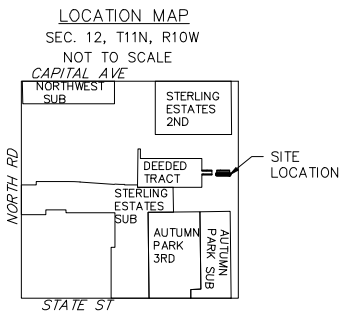 LOCATION MAP
SEC. 12, T11N, R10W
NOT TO SCALE
CAPITAL AVE
NORTHWEST
SUB
STERLING
ESTATES
2ND
NORTH RD
DEEDED
TRACT
SITE
LOCATION
STERLING
ESTATES
SUB
AUTUMN
PARK
3RD
AUTUMN
PARK SUB
STATE ST